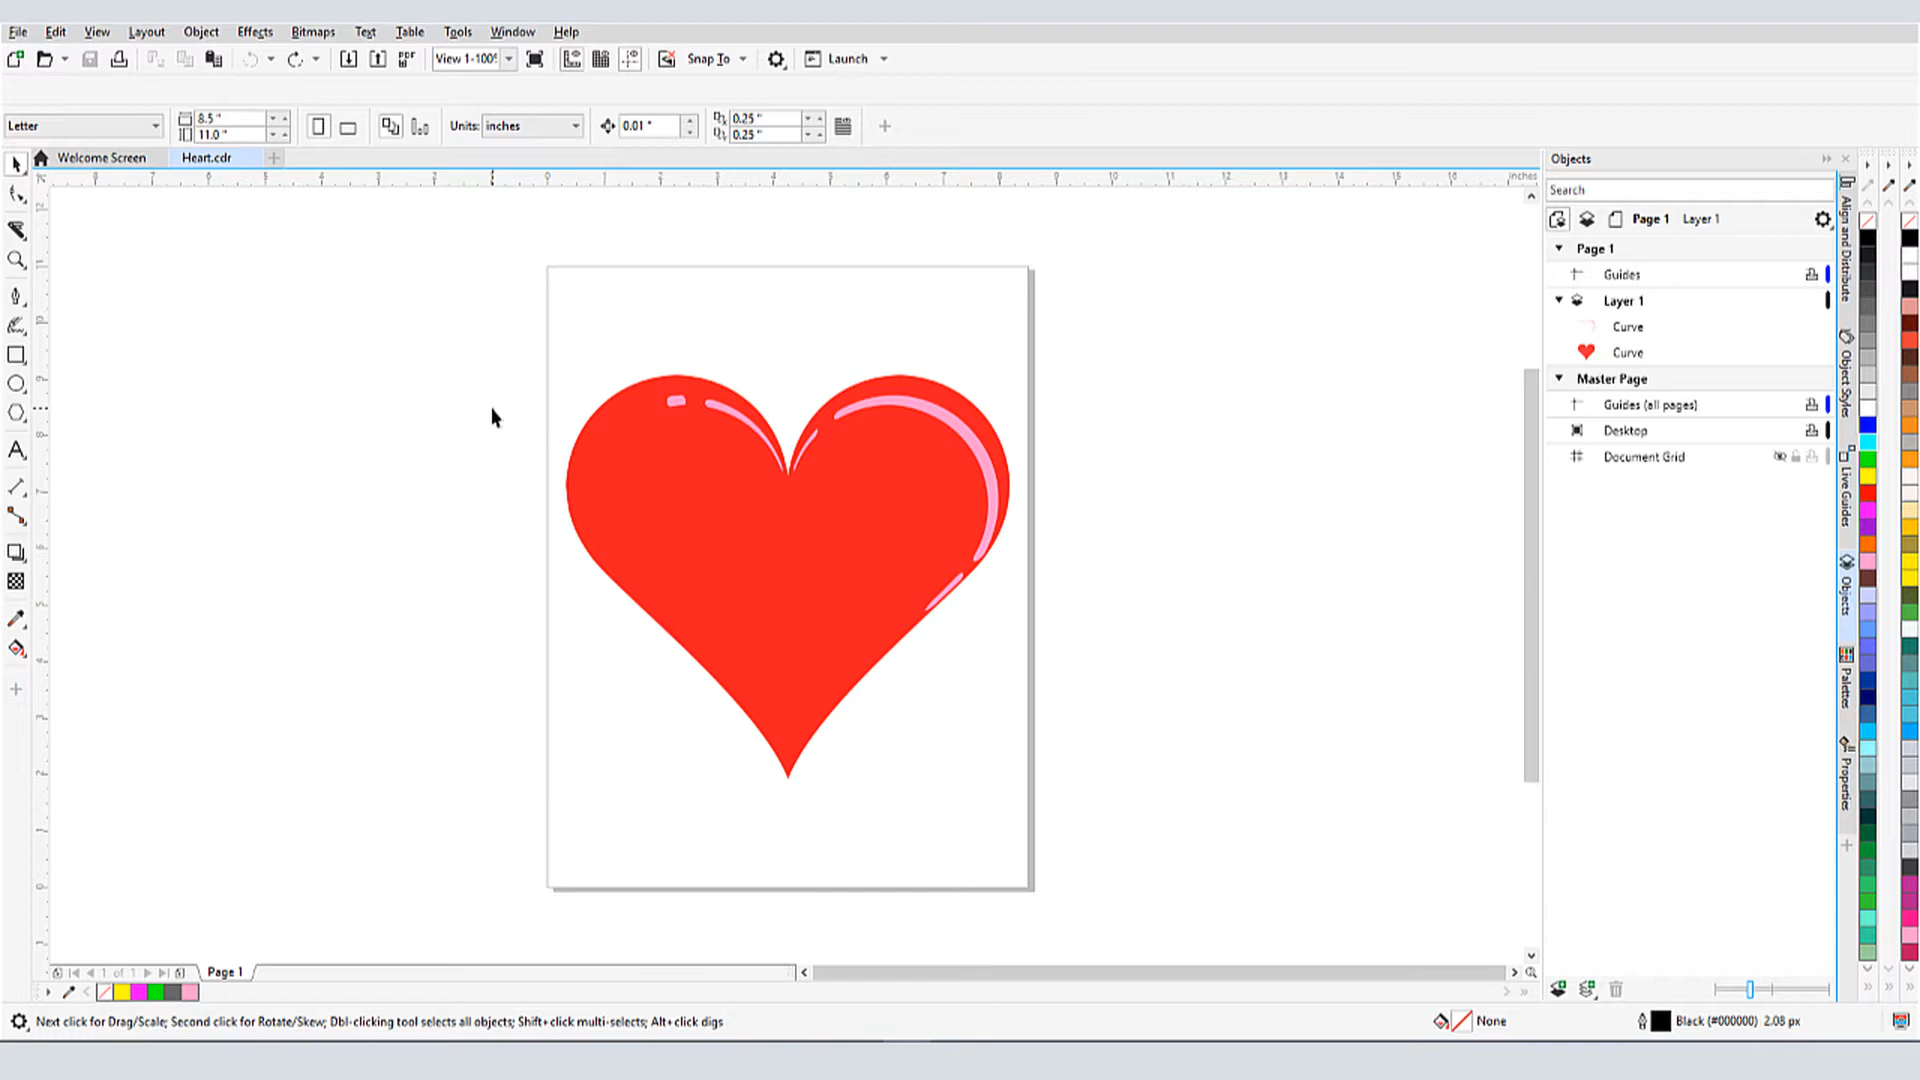 File Edit View Layout Object Effects Bitmaps Text Table Tools Window Help
View 1-100% Snap To Launch
Letter 8.5 " 11.0 " Units: inches 0.01 " 0.25 " 0.25 "
Welcome Screen Heart.cdr
inches
Objects
Search
Page 1 Layer 1
Page 1
Guides
Layer 1
Curve
Curve
Master Page
Guides (all pages)
Desktop
Document Grid
Align and Distribute
Object Styles
Live Guides
Objects
Palettes
Properties
1 of 1 Page 1
Next click for Drag/Scale; Second click for Rotate/Skew; Dbl-clicking tool selects all objects; Shift+click multi-selects; Alt+click digs
None
Black (#000000) 2.08 px